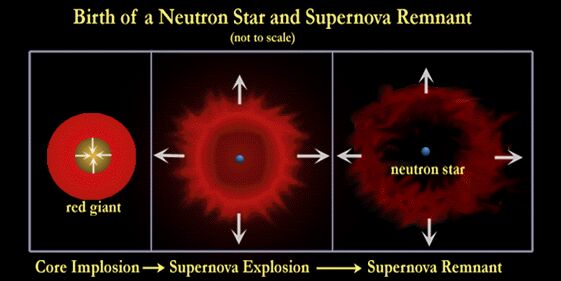 Birth of a Neutron Star and Supernova Remnant
(not to scale)
red giant
neutron star
Core Implosion → Supernova Explosion → Supernova Remnant